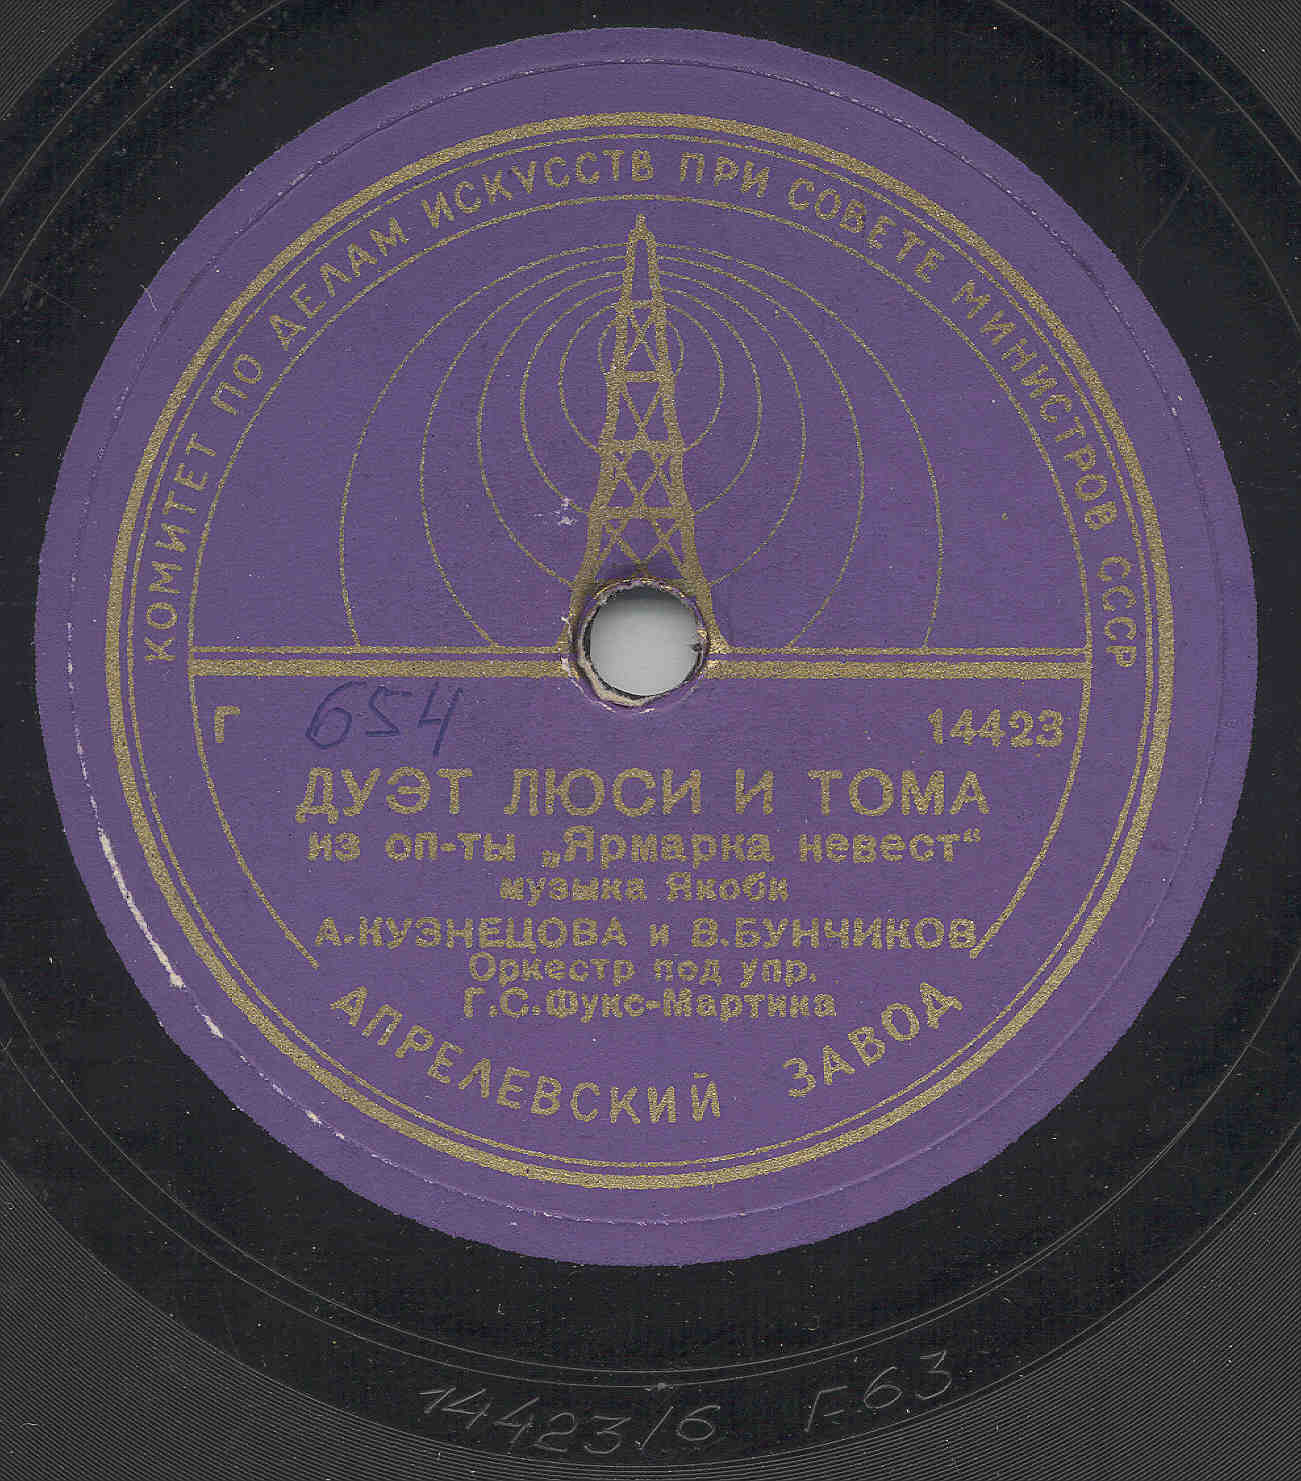 КОМИТЕТ ПО ДЕЛАМ ИСКУССТВ ПРИ СОВЕТЕ МИНИСТРОВ СССР
Г 654 14423
ДУЭТ ЛЮСИ И ТОМА
из оп-ты „Ярмарка невест“
музыка Якоби
А.КУЗНЕЦОВА и В.БУНЧИКОВ
Оркестр под упр.
Г.С.Фукс-Мартина
АПРЕЛЕВСКИЙ ЗАВОД
14423/6 Г-63